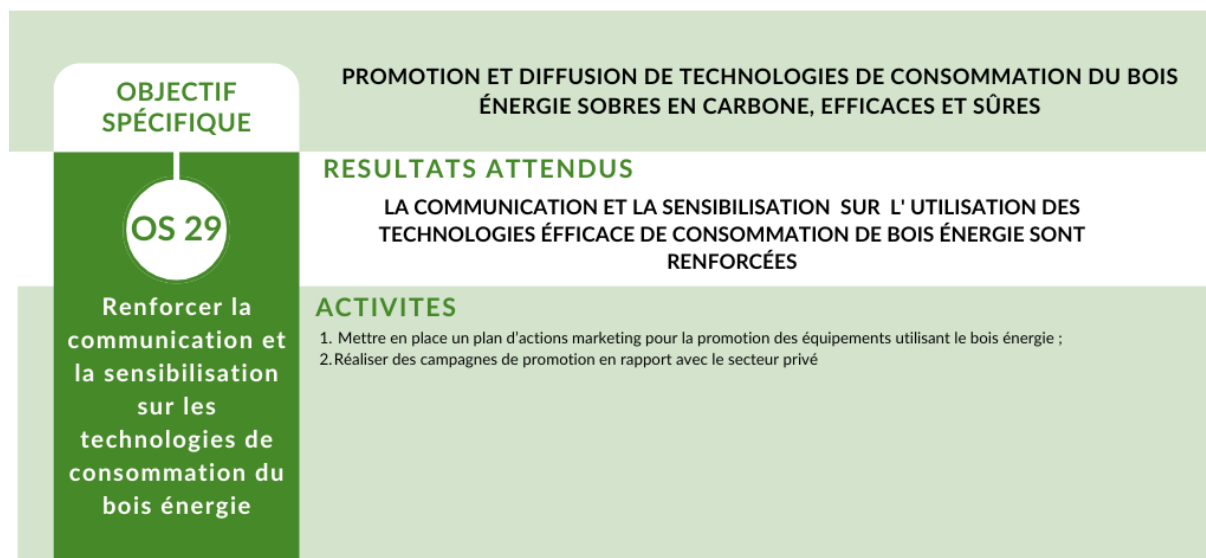 OBJECTIF
SPÉCIFIQUE
OS 29
Renforcer la
communication et
la sensibilisation
sur les
technologies de
consommation du
bois énergie
PROMOTION ET DIFFUSION DE TECHNOLOGIES DE CONSOMMATION DU BOIS
ÉNERGIE SOBRES EN CARBONE, EFFICACES ET SÛRES
RESULTATS ATTENDUS
LA COMMUNICATION ET LA SENSIBILISATION SUR L' UTILISATION DES
TECHNOLOGIES ÉFFICACE DE CONSOMMATION DE BOIS ÉNERGIE SONT
RENFORCÉES
ACTIVITES
1. Mettre en place un plan d’actions marketing pour la promotion des équipements utilisant le bois énergie ;
2. Réaliser des campagnes de promotion en rapport avec le secteur privé